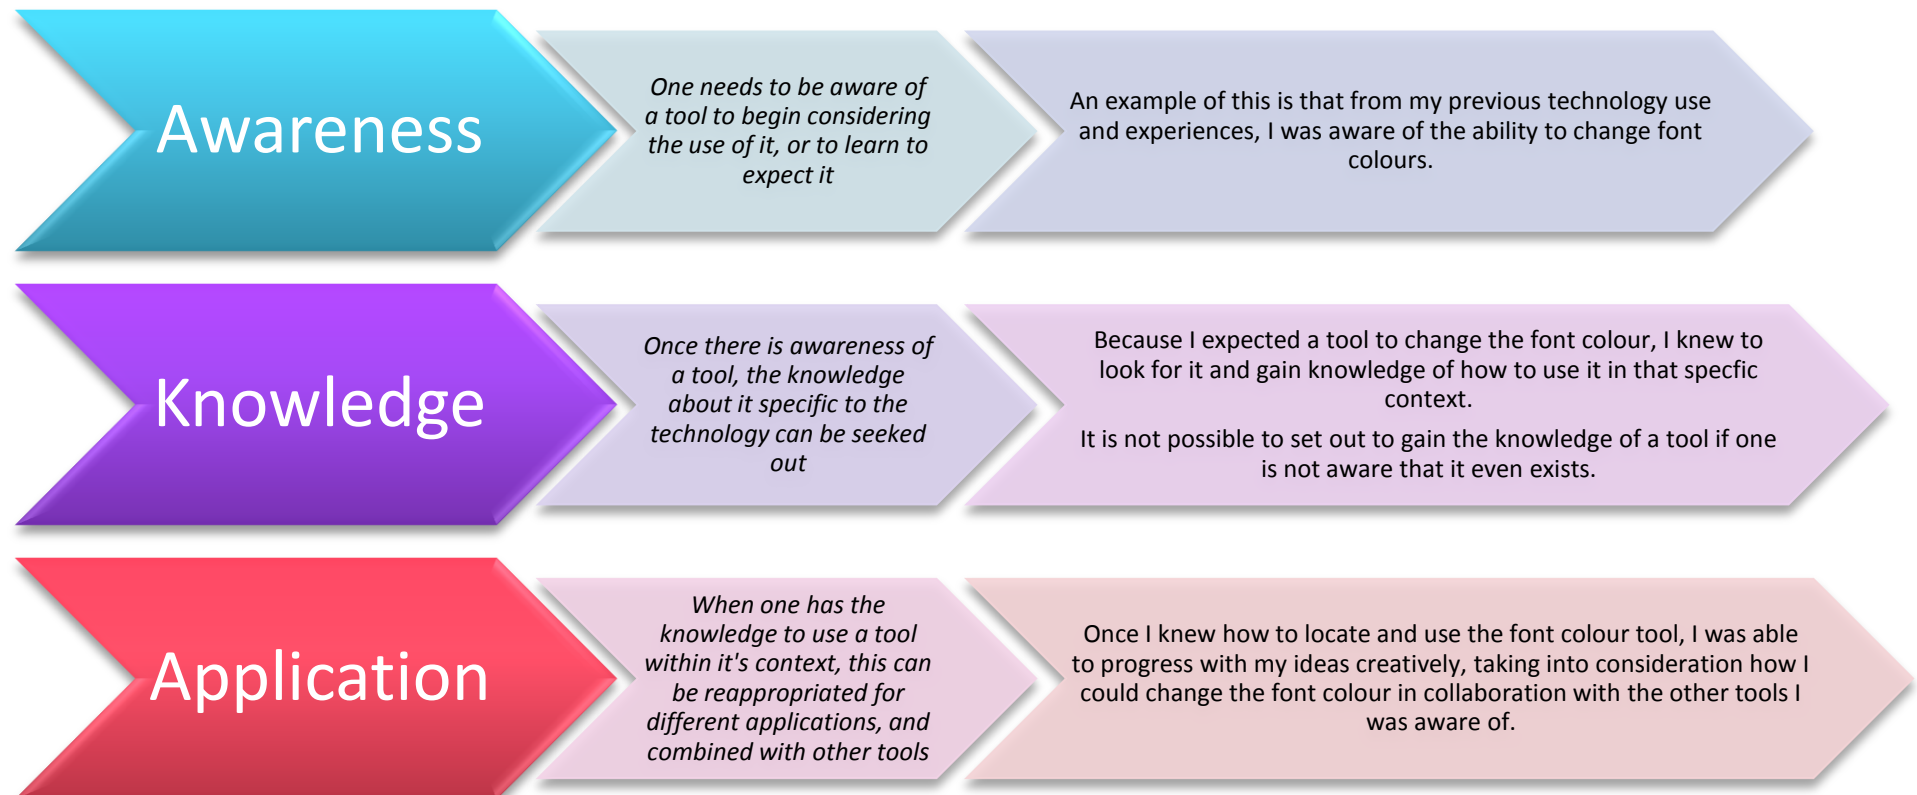 Awareness
One needs to be aware of
a tool to begin considering
the use of it, or to learn to
expect it
An example of this is that from my previous technology use
and experiences, I was aware of the ability to change font
colours.
Knowledge
Once there is awareness of
a tool, the knowledge
about it specific to the
technology can be seeked
out
Because I expected a tool to change the font colour, I knew to
look for it and gain knowledge of how to use it in that specfic
context.
It is not possible to set out to gain the knowledge of a tool if one
is not aware that it even exists.
Application
When one has the
knowledge to use a tool
within it's context, this can
be reappropriated for
different applications, and
combined with other tools
Once I knew how to locate and use the font colour tool, I was able
to progress with my ideas creatively, taking into consideration how I
could change the font colour in collaboration with the other tools I
was aware of.